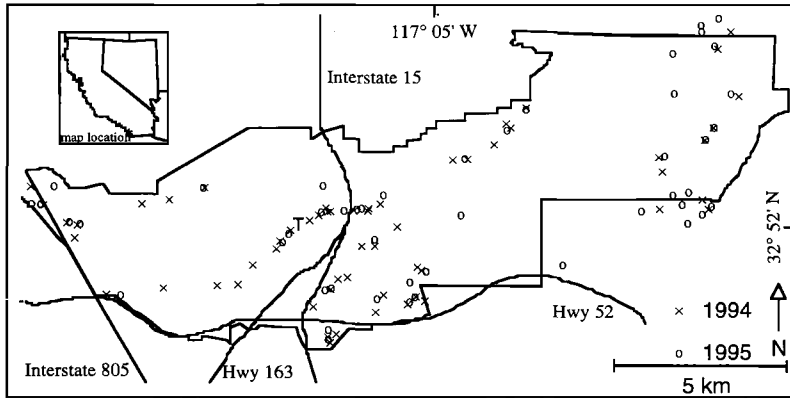 117° 05' W
Interstate 15
map location
T
32° 52' N
Hwy 52
x 1994
o 1995
N
Interstate 805
Hwy 163
5 km